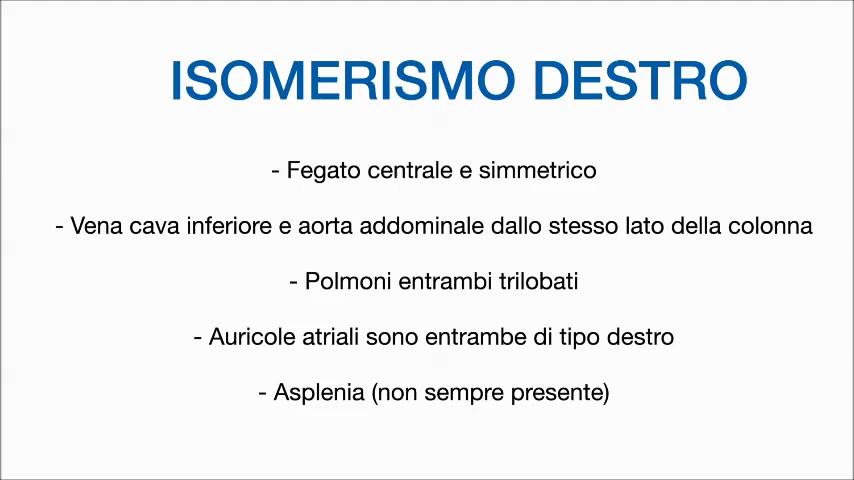 ISOMERISMO DESTRO
- Fegato centrale e simmetrico
- Vena cava inferiore e aorta addominale dallo stesso lato della colonna
- Polmoni entrambi trilobati
- Auricole atriali sono entrambe di tipo destro
- Asplenia (non sempre presente)